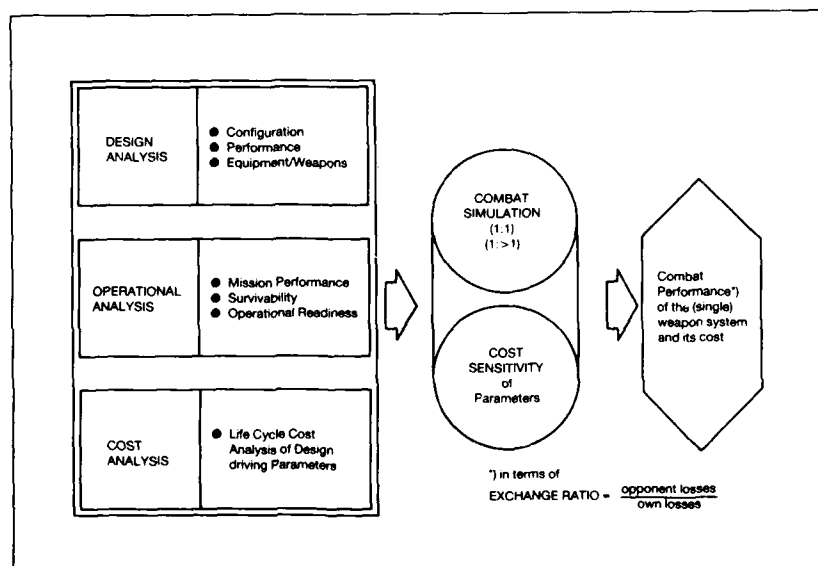 DESIGN
ANALYSIS
● Configuration
● Performance
● Equipment/Weapons
OPERATIONAL
ANALYSIS
● Mission Performance
● Survivability
● Operational Readiness
COST
ANALYSIS
● Life Cycle Cost
Analysis of Design
driving Parameters
COMBAT
SIMULATION
(1:1)
(1:>1)
COST
SENSITIVITY
of
Parameters
Combat
Performance*)
of the (single)
weapon system
and its cost
*) in terms of
EXCHANGE RATIO = opponent losses
own losses